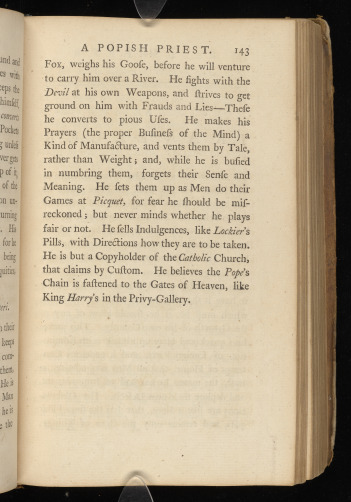 A POPISH PRIEST. 143
Fox, weighs his Gooſe, before he will venture
to carry him over a River. He fights with the
Devil at his own Weapons, and ſtrives to get
ground on him with Frauds and Lies—Theſe
he converts to pious Uſes. He makes his
Prayers (the proper Buſineſs of the Mind) a
Kind of Manufacture, and vents them by Tale,
rather than Weight; and, while he is buſied
in numbring them, forgets their Senſe and
Meaning. He ſets them up as Men do their
Games at Picquet, for fear he ſhould be miſ-
reckoned; but never minds whether he plays
fair or not. He ſells Indulgences, like Lockier's
Pills, with Directions how they are to be taken.
He is but a Copyholder of the Catholic Church,
that claims by Cuſtom. He believes the Pope's
Chain is faſtened to the Gates of Heaven, like
King Harry's in the Privy-Gallery.